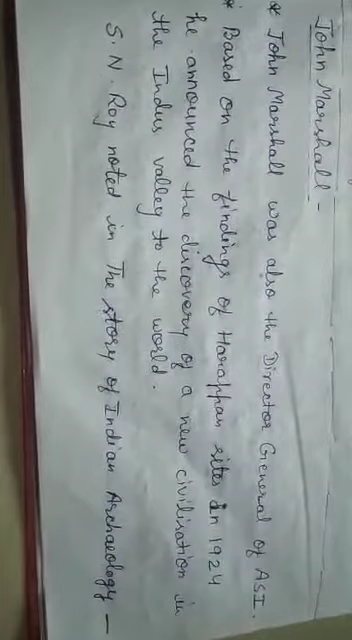 John Marshall -
* John Marshall was also the Director General of ASI.
* Based on the findings of Harappan sites in 1924
he announced the discovery of a new civilisation in
the Indus valley to the world.
S. N. Roy noted in The story of Indian Archaeology –